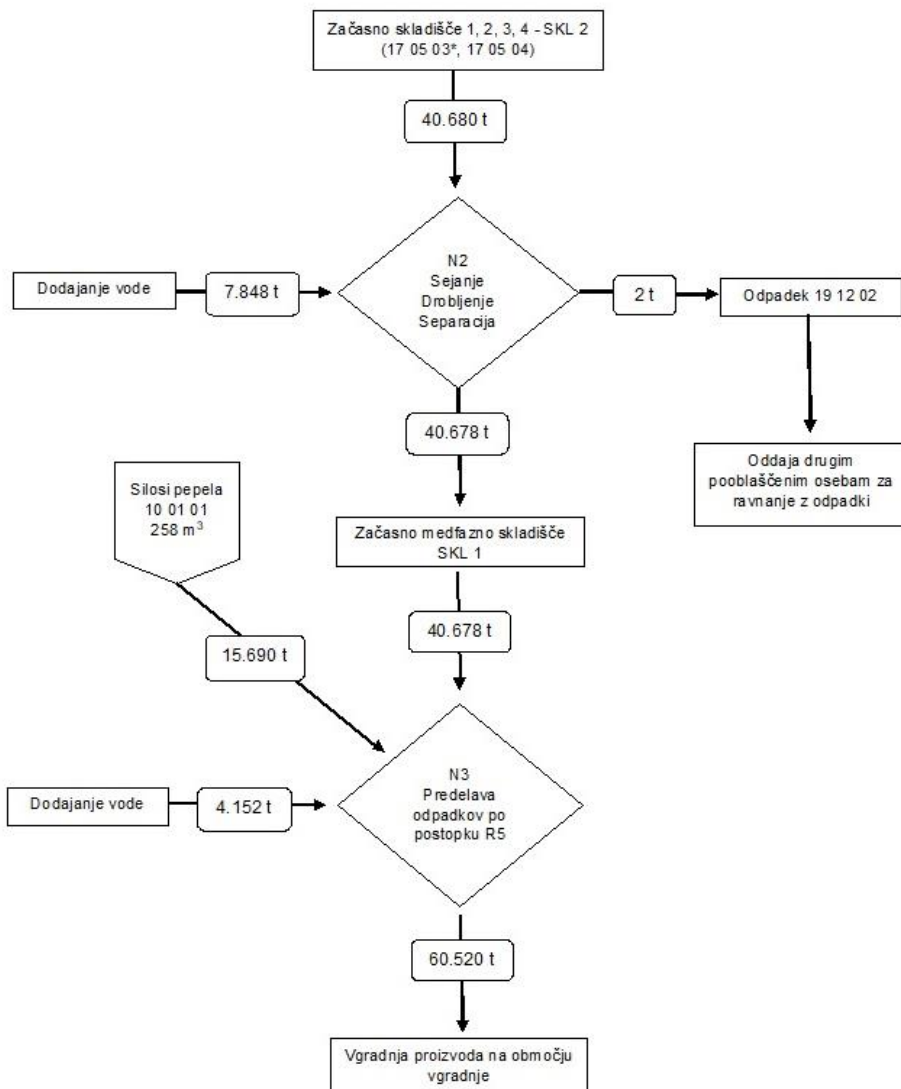 Začasno skladišče 1, 2, 3, 4 - SKL 2
(17 05 03*, 17 05 04)
40.680 t
N2
Sejanje
Drobljenje
Separacija
Dodajanje vode
7.848 t
2 t
Odpadek 19 12 02
40.678 t
Oddaja drugim
pooblaščenim osebam za
ravnanje z odpadki
Silosi pepela
10 01 01
258 m³
Začasno medfazno skladišče
SKL 1
40.678 t
15.690 t
N3
Predelava
odpadkov po
postopku R5
Dodajanje vode
4.152 t
60.520 t
Vgradnja proizvoda na območju
vgradnje